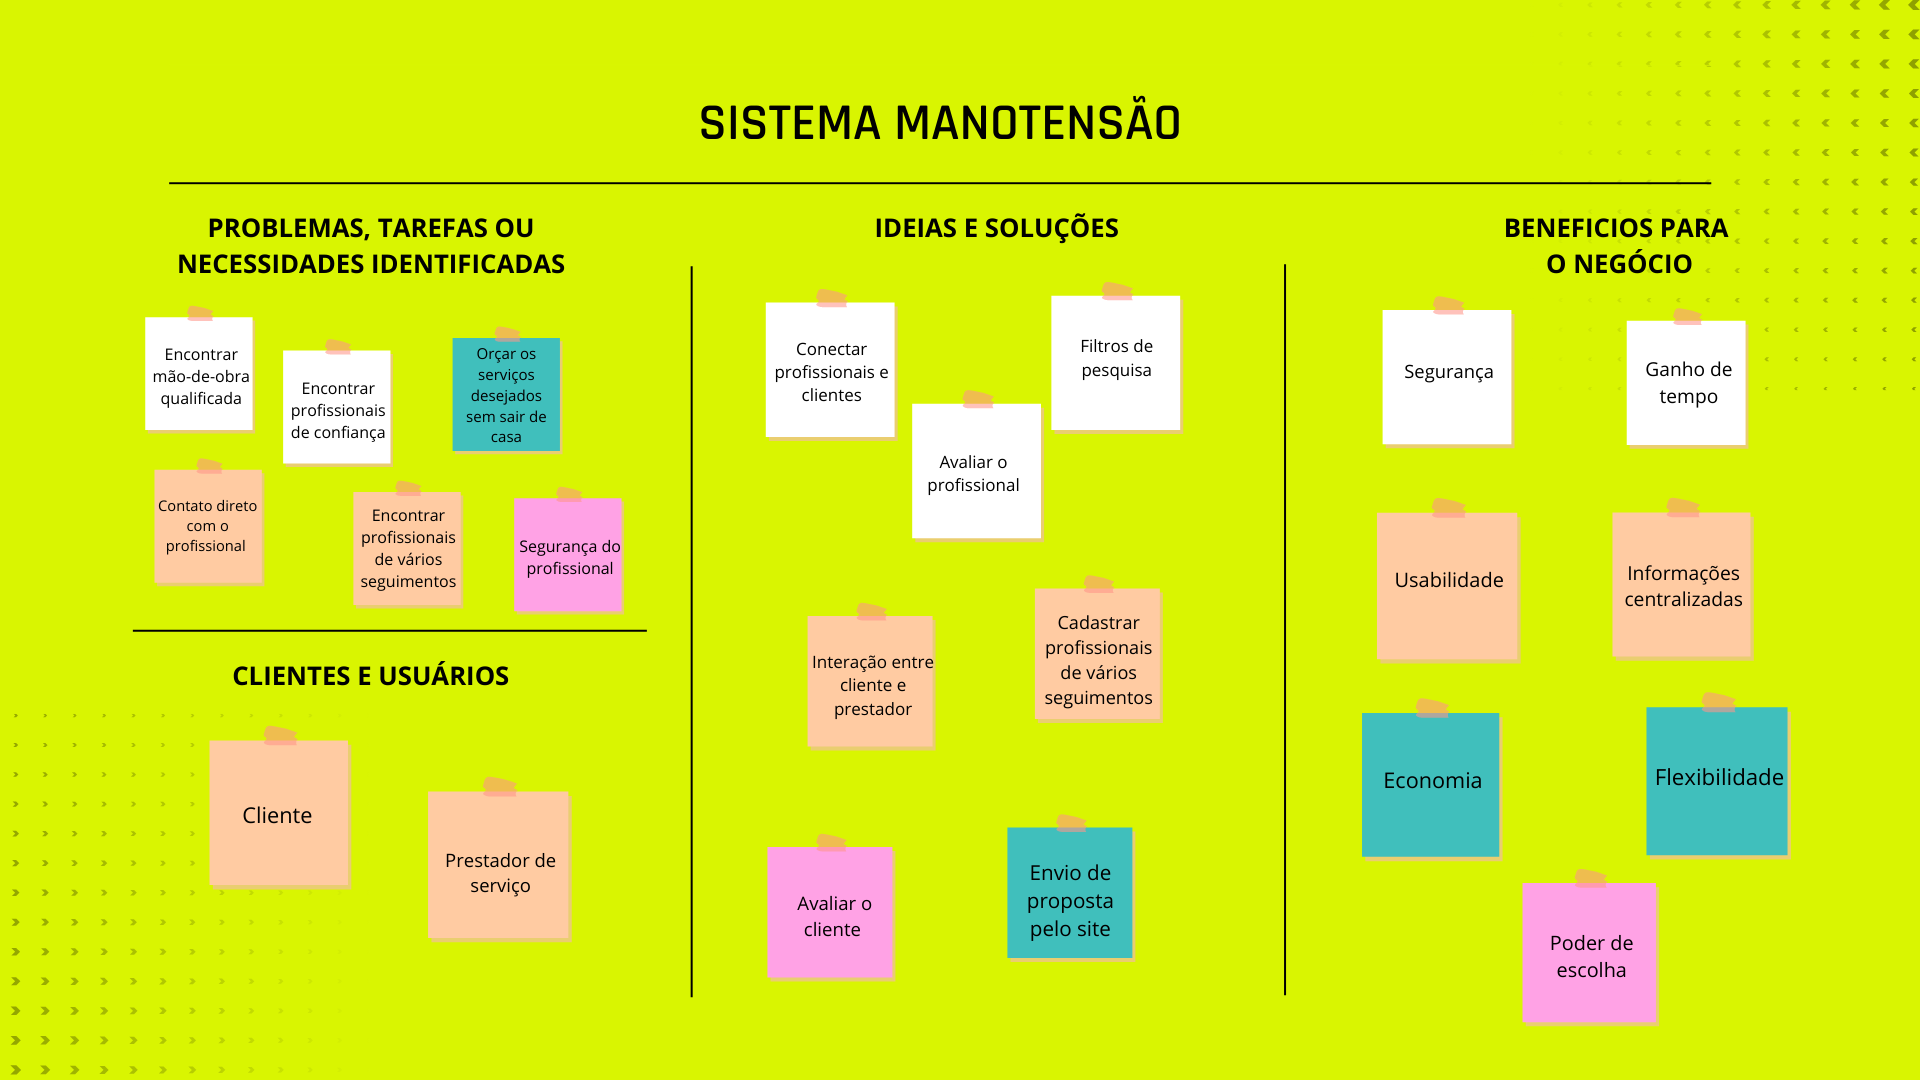 SISTEMA MANOTENSÃO
PROBLEMAS, TAREFAS OU
NECESSIDADES IDENTIFICADAS
Encontrar
mão-de-obra
qualificada
Encontrar
profissionais
de confiança
Orçar os
serviços
desejados
sem sair de
casa
Contato direto
com o
profissional
Encontrar
profissionais
de vários
seguimentos
Segurança do
profissional
CLIENTES E USUÁRIOS
Cliente
Prestador de
serviço
IDEIAS E SOLUÇÕES
Conectar
profissionais e
clientes
Filtros de
pesquisa
Avaliar o
profissional
Interação entre
cliente e
prestador
Cadastrar
profissionais
de vários
seguimentos
Avaliar o
cliente
Envio de
proposta
pelo site
BENEFICIOS PARA
O NEGÓCIO
Segurança
Ganho de
tempo
Usabilidade
Informações
centralizadas
Economia
Flexibilidade
Poder de
escolha